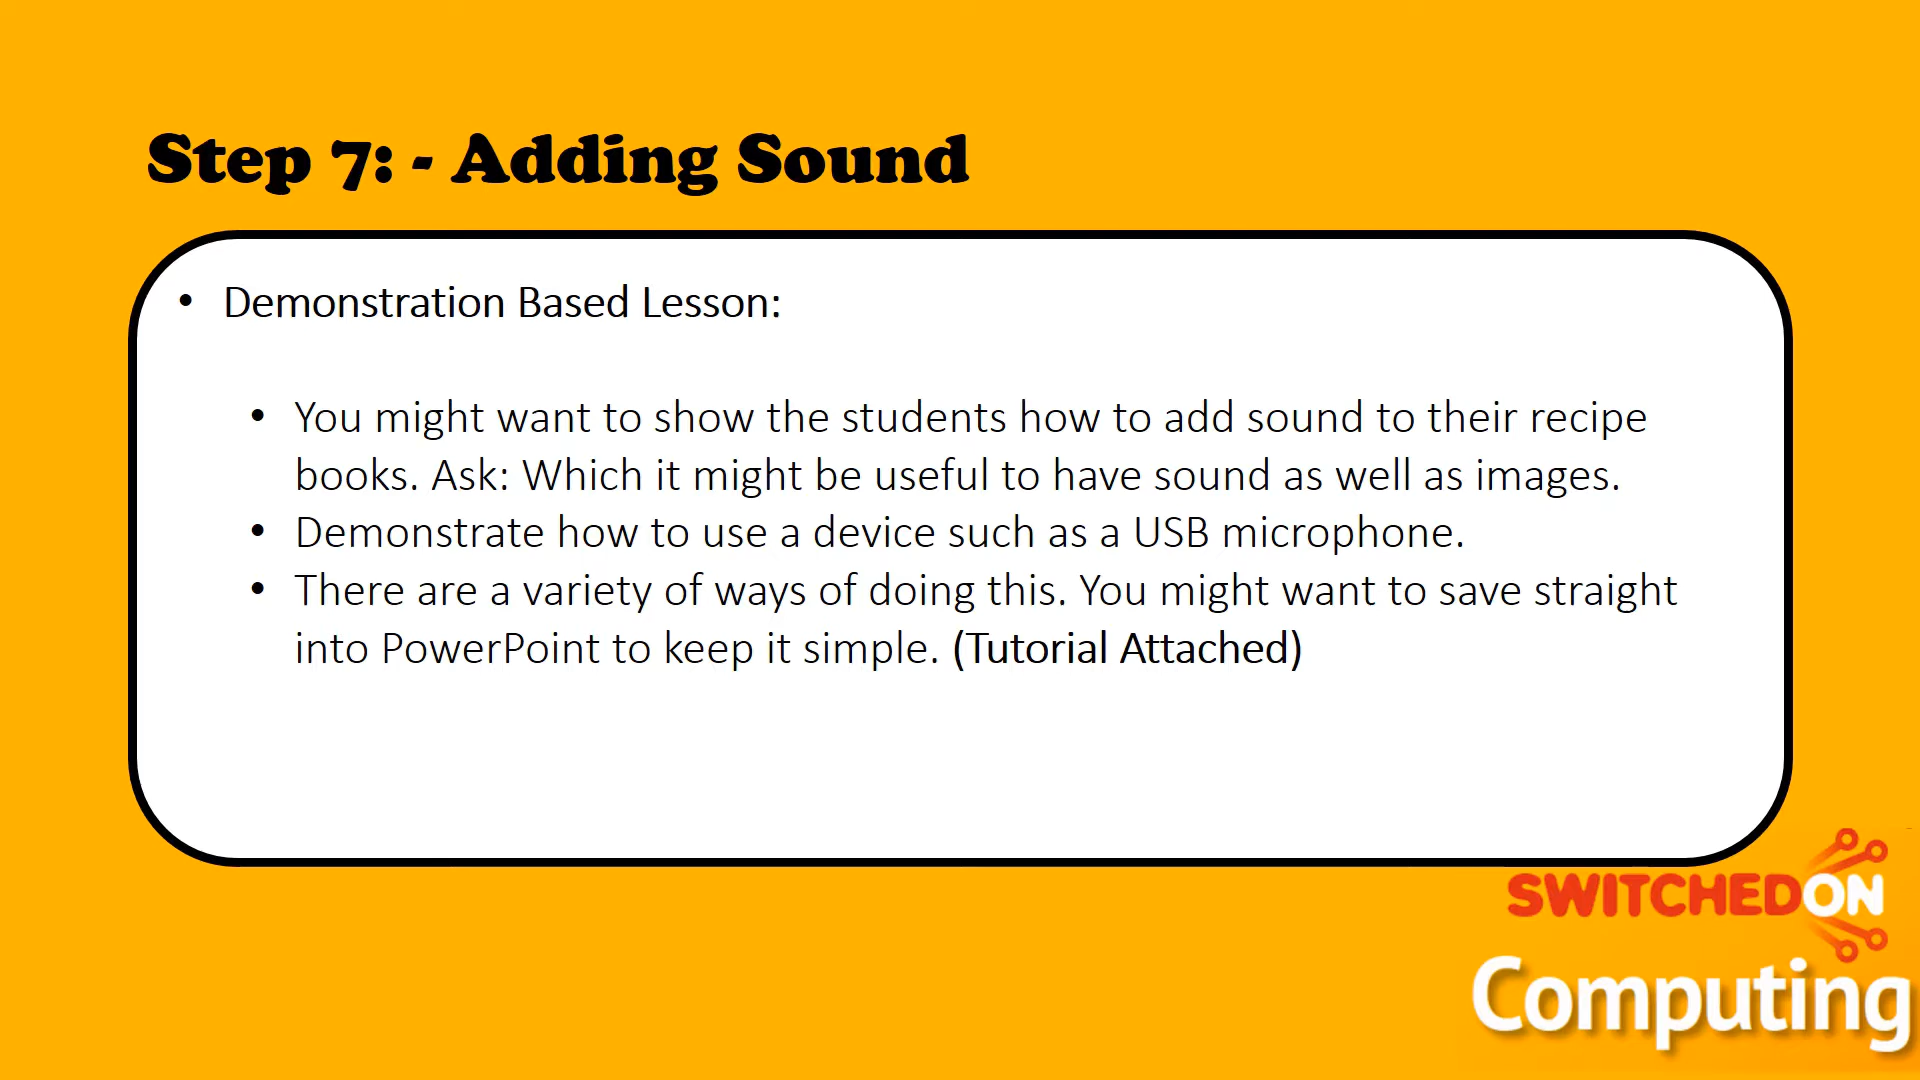 Step 7: - Adding Sound
• Demonstration Based Lesson:
• You might want to show the students how to add sound to their recipe
books. Ask: Which it might be useful to have sound as well as images.
• Demonstrate how to use a device such as a USB microphone.
• There are a variety of ways of doing this. You might want to save straight
into PowerPoint to keep it simple. (Tutorial Attached)
SWITCHEDON
Computing